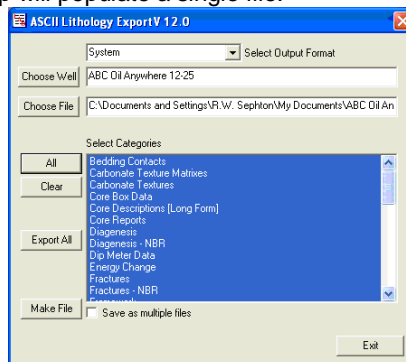 will populate a single file.
ASCII Lithology Export V 12.0
System Select Output Format
Choose Well ABC Oil Anywhere 12-25
Choose File C:\Documents and Settings\R.W. Sephton\My Documents\ABC Oil An
Select Categories
All
Clear
Export All
Make File
Bedding Contacts
Carbonate Texture Matrixes
Carbonate Textures
Core Box Data
Core Descriptions [Long Form]
Core Reports
Diagenesis
Diagenesis - NBR
Dip Meter Data
Energy Change
Fractures
Fractures - NBR
Framework
Save as multiple files
Exit